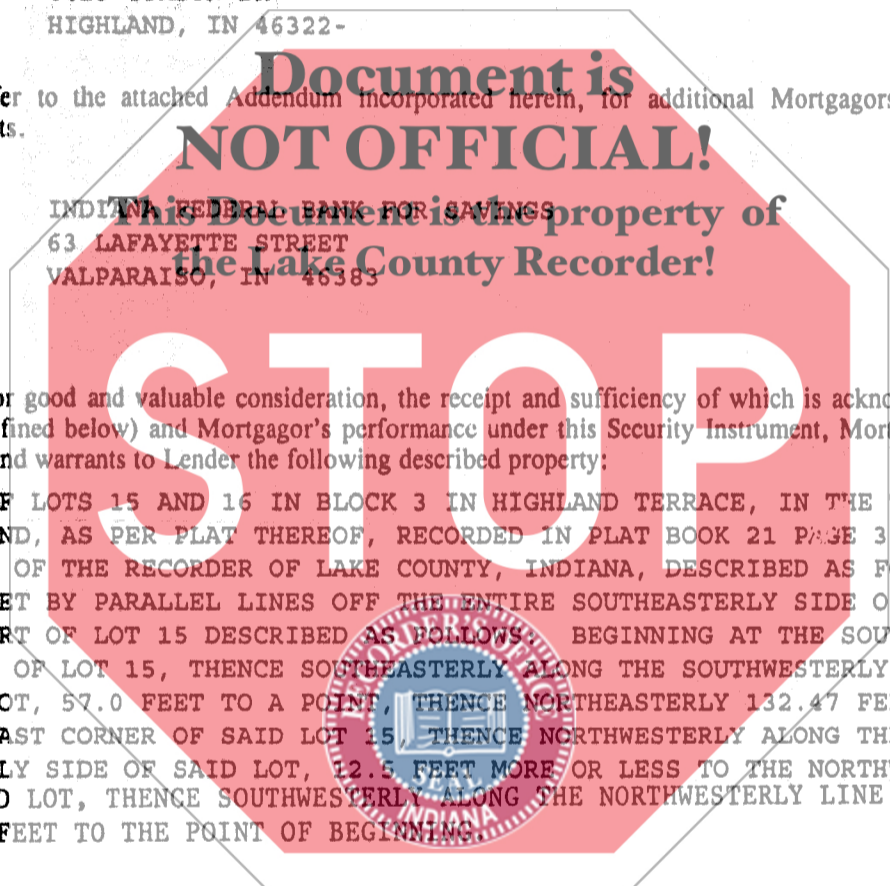 HIGHLAND, IN 46322-
Document is
er to the attached Addendum incorporated herein, for additional Mortgagors
ts.
NOT OFFICIAL!
INDIANA FEDERAL BANK FOR SAVINGS
This Document is the property of
63 LAFAYETTE STREET
the Lake County Recorder!
VALPARAISO, IN 46383
STOP
or good and valuable consideration, the receipt and sufficiency of which is ackno
fined below) and Mortgagor's performance under this Security Instrument, Mort
nd warrants to Lender the following described property:
F LOTS 15 AND 16 IN BLOCK 3 IN HIGHLAND TERRACE, IN THE
ND, AS PER PLAT THEREOF, RECORDED IN PLAT BOOK 21 PAGE 3
OF THE RECORDER OF LAKE COUNTY, INDIANA, DESCRIBED AS F
ET BY PARALLEL LINES OFF THE ENTIRE SOUTHEASTERLY SIDE O
RT OF LOT 15 DESCRIBED AS FOLLOWS: BEGINNING AT THE SOU
OF LOT 15, THENCE SOUTHEASTERLY ALONG THE SOUTHWESTERLY
OT, 57.0 FEET TO A POINT, THENCE NORTHEASTERLY 132.47 FE
AST CORNER OF SAID LOT 15, THENCE NORTHWESTERLY ALONG TH
LY SIDE OF SAID LOT, FEET MORE OR LESS TO THE NORTH
D LOT, THENCE SOUTHWESTERLY ALONG THE NORTHWESTERLY LINE
FEET TO THE POINT OF BEGINNING.
RECORDER'S OFFICE
SEAL
INDIANA